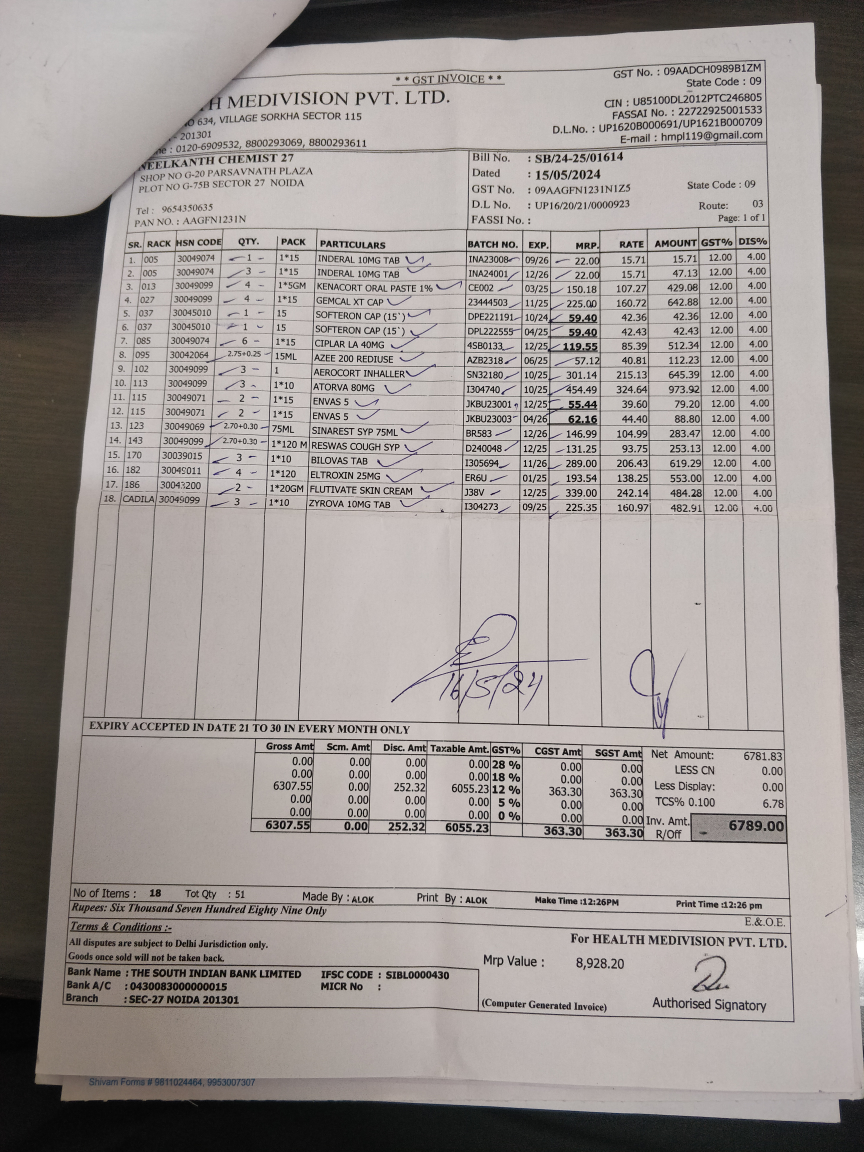 * * GST INVOICE * *
GST No. : 09AADCH0989B1ZM
State Code : 09
TH MEDIVISION PVT. LTD.
CIN : U85100DL2012PTC246805
NO 634, VILLAGE SORKHA SECTOR 115
FASSAI No. : 22722925001533
201301
D.L.No. : UP1620B000691/UP1621B000709
: 0120-6909532, 8800293069, 8800293611
E-mail : hmpl119@gmail.com
NEELKANTH CHEMIST 27
Bill No. : SB/24-25/01614
SHOP NO G-20 PARSAVNATH PLAZA
Dated : 15/05/2024
PLOT NO G-75B SECTOR 27 NOIDA
GST No. : 09AAGFN1231N1Z5 State Code : 09
Tel : 9654350635
D.L No. : UP16/20/21/0000923 Route: 03
PAN NO. : AAGFN1231N
FASSI No. : Page: 1 of 1
SR. RACK HSN CODE QTY. PACK PARTICULARS BATCH NO. EXP. MRP. RATE AMOUNT GST% DIS%
1. 005 30049074 1 1*15 INDERAL 10MG TAB INA23008 09/26 22.00 15.71 15.71 12.00 4.00
2. 005 30049074 3 1*15 INDERAL 10MG TAB INA24001 12/26 22.00 15.71 47.13 12.00 4.00
3. 013 30049099 4 1*5GM KENACORT ORAL PASTE 1% CE002 03/25 150.18 107.27 429.08 12.00 4.00
4. 027 30049099 4 1*15 GEMCAL XT CAP 23444503 11/25 225.00 160.72 642.88 12.00 4.00
5. 037 30045010 1 15 SOFTERON CAP (15`) DPE221191 10/24 59.40 42.36 42.36 12.00 4.00
6. 037 30045010 1 15 SOFTERON CAP (15`) DPL222555 04/25 59.40 42.43 42.43 12.00 4.00
7. 085 30049074 6 1*15 CIPLAR LA 40MG 4SB0133 12/25 119.55 85.39 512.34 12.00 4.00
8. 095 30042064 2.75+0.25 15ML AZEE 200 REDIUSE AZB2318 06/25 57.12 40.81 112.23 12.00 4.00
9. 102 30049099 3 1 AEROCORT INHALLER SN32180 10/25 301.14 215.13 645.39 12.00 4.00
10. 113 30049099 3 1*10 ATORVA 80MG I304740 10/25 454.49 324.64 973.92 12.00 4.00
11. 115 30049071 2 1*15 ENVAS 5 JKBU23001 12/25 55.44 39.60 79.20 12.00 4.00
12. 115 30049071 2 1*15 ENVAS 5 JKBU23003 04/26 62.16 44.40 88.80 12.00 4.00
13. 123 30049069 2.70+0.30 75ML SINAREST SYP 75ML BR583 12/26 146.99 104.99 283.47 12.00 4.00
14. 143 30049099 2.70+0.30 1*120 M RESWAS COUGH SYP D240048 12/25 131.25 93.75 253.13 12.00 4.00
15. 170 30039015 3 1*10 BILOVAS TAB I305694 11/26 289.00 206.43 619.29 12.00 4.00
16. 182 30049011 4 1*120 ELTROXIN 25MG ER6U 01/25 193.54 138.25 553.00 12.00 4.00
17. 186 30043200 2 1*20GM FLUTIVATE SKIN CREAM J38V 12/25 339.00 242.14 484.28 12.00 4.00
18. CADILA 30049099 3 1*10 ZYROVA 10MG TAB I304273 09/25 225.35 160.97 482.91 12.00 4.00
16/5/24
EXPIRY ACCEPTED IN DATE 21 TO 30 IN EVERY MONTH ONLY
Gross Amt Scm. Amt Disc. Amt Taxable Amt. GST% CGST Amt SGST Amt Net Amount: 6781.83
0.00 0.00 0.00 0.00 28 % 0.00 0.00 LESS CN 0.00
0.00 0.00 0.00 0.00 18 % 0.00 0.00 Less Display: 0.00
6307.55 0.00 252.32 6055.23 12 % 363.30 363.30 TCS% 0.100 6.78
0.00 0.00 0.00 0.00 5 % 0.00 0.00
0.00 0.00 0.00 0.00 0 % 0.00 0.00 Inv. Amt. 6789.00
6307.55 0.00 252.32 6055.23 363.30 363.30 R/Off -
No of Items : 18 Tot Qty : 51 Made By : ALOK Print By : ALOK Make Time :12:26PM Print Time :12:26 pm
Rupees: Six Thousand Seven Hundred Eighty Nine Only
E.& O.E.
Terms & Conditions :-
For HEALTH MEDIVISION PVT. LTD.
All disputes are subject to Delhi Jurisdiction only.
Goods once sold will not be taken back.
Mrp Value : 8,928.20
Bank Name : THE SOUTH INDIAN BANK LIMITED IFSC CODE : SIBL0000430
Bank A/C : 0430083000000015 MICR No :
Branch : SEC-27 NOIDA 201301
(Computer Generated Invoice) Authorised Signatory
Shivam Forms # 9811024464, 9953007307